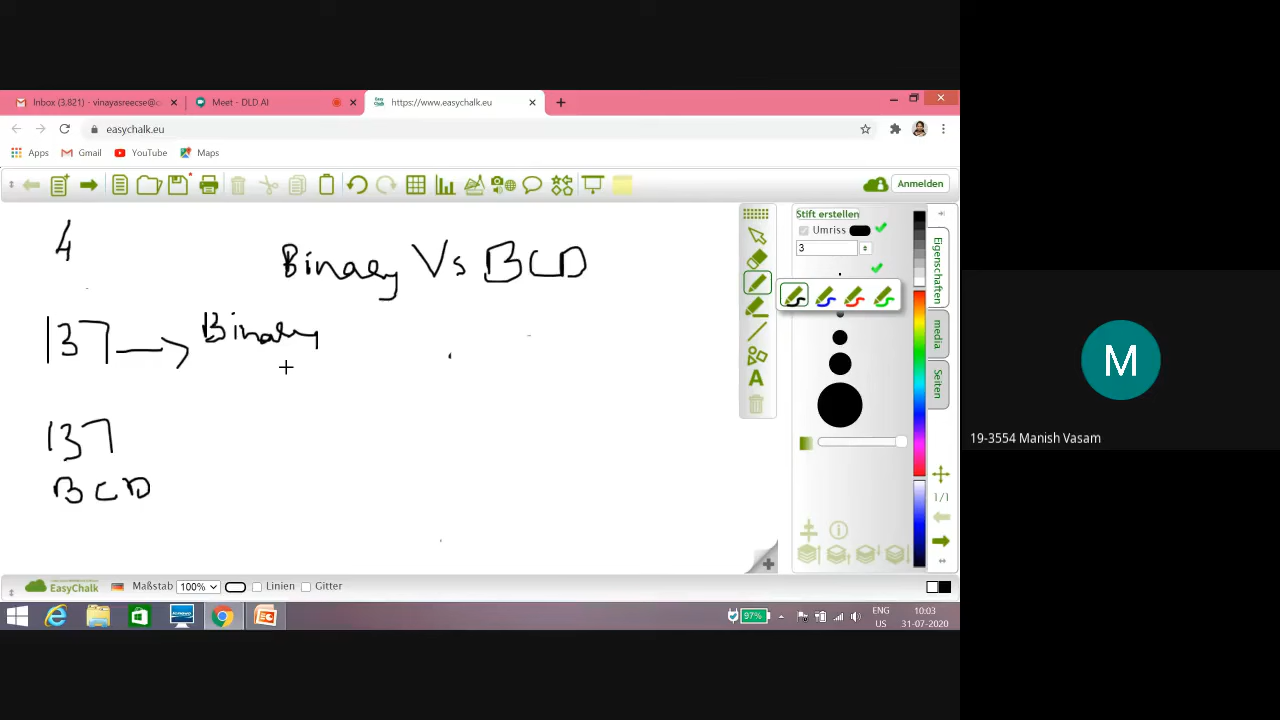 Inbox (3.821) - vinayasreecse@c
Meet - DLD AI
https://www.easychalk.eu
easychalk.eu
Apps Gmail YouTube Maps
Anmelden
4
Binary Vs BCD
137 → Binary
137
BCD
Stift erstellen
Umriss
3
A
Eigenschaften
media
Seiten
1/1
EasyChalk Maßstab 100% Linien Gitter
97%
ENG
US
10:03
31-07-2020
M
19-3554 Manish Vasam